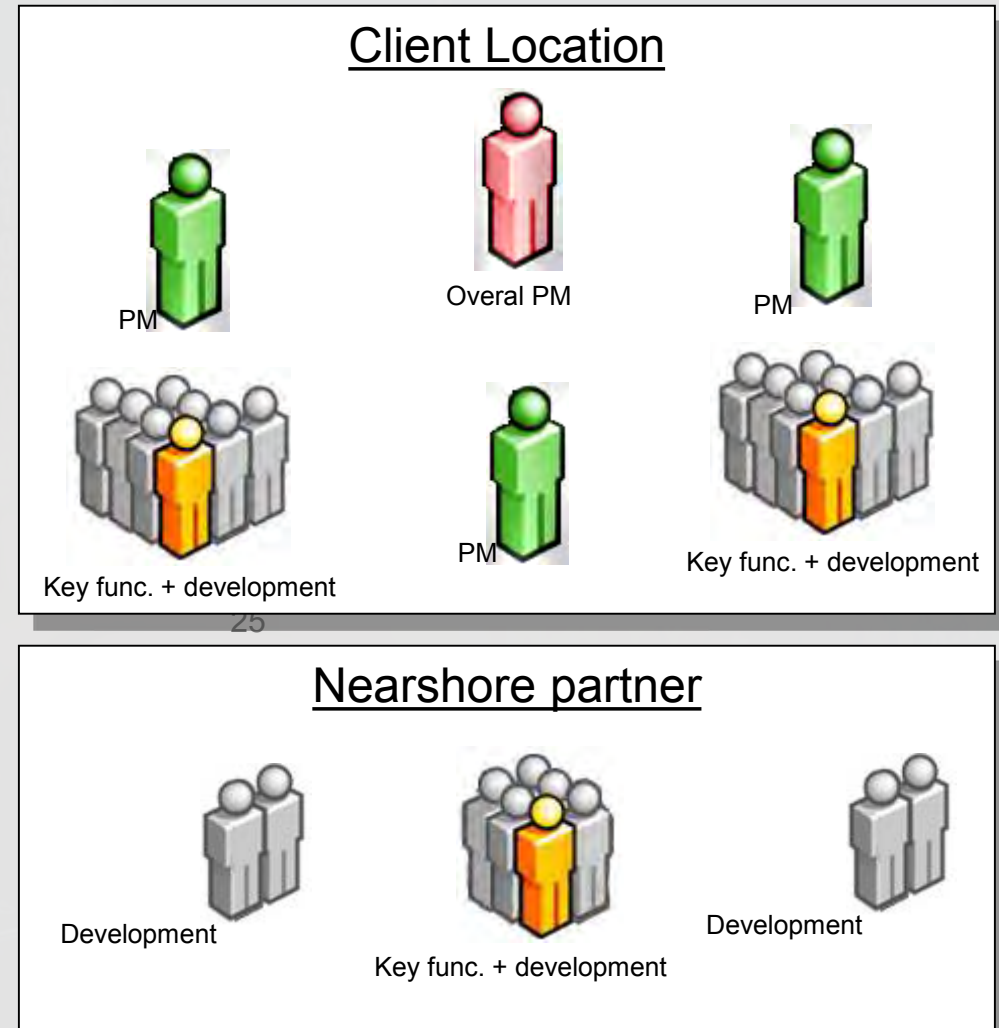 Client Location
Overal PM
PM
PM
PM
Key func. + development
Key func. + development
25
Nearshore partner
Development
Development
Key func. + development